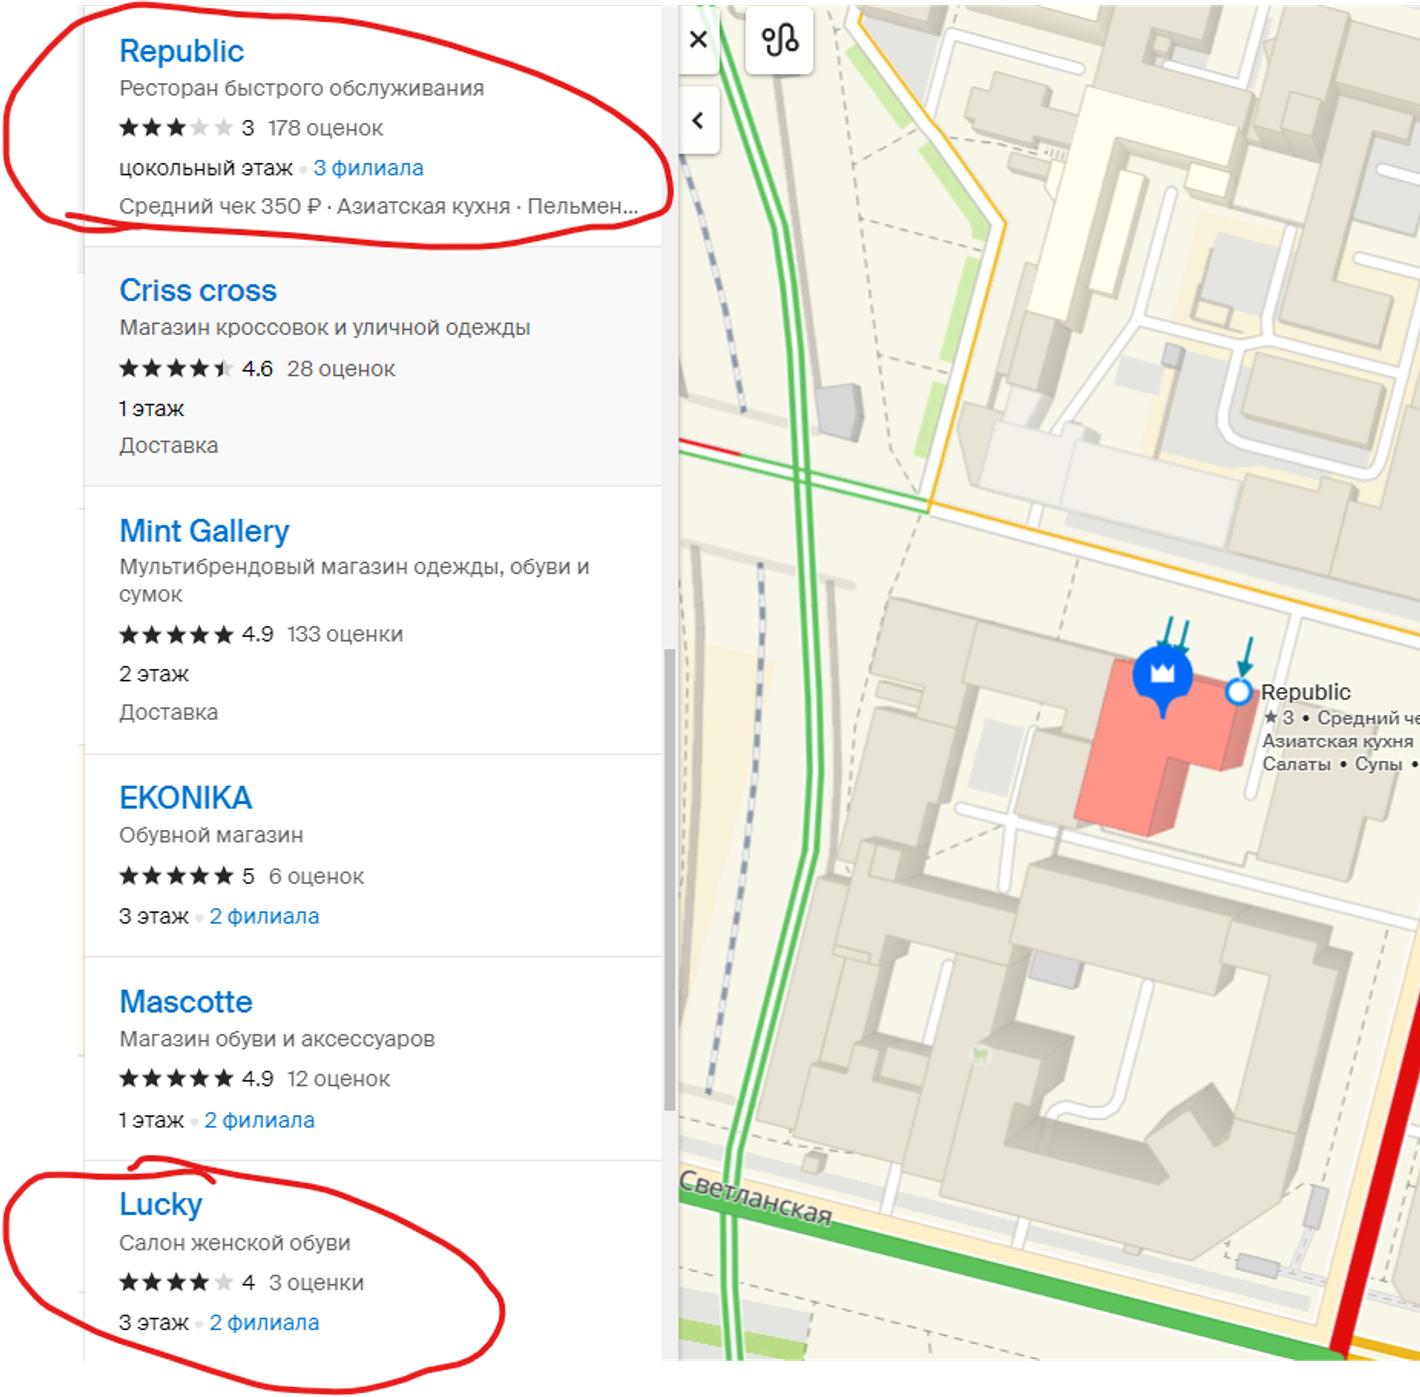 Republic
Ресторан быстрого обслуживания
3 178 оценок
цокольный этаж • 3 филиала
Средний чек 350 ₽ · Азиатская кухня · Пельмен...
Criss cross
Магазин кроссовок и уличной одежды
4.6 28 оценок
1 этаж
Доставка
Mint Gallery
Мультибрендовый магазин одежды, обуви и
сумок
4.9 133 оценки
2 этаж
Доставка
EKONIKA
Обувной магазин
5 6 оценок
3 этаж • 2 филиала
Mascotte
Магазин обуви и аксессуаров
4.9 12 оценок
1 этаж • 2 филиала
Lucky
Салон женской обуви
4 3 оценки
3 этаж • 2 филиала
Republic
★ 3 • Средний че
Азиатская кухня
Салаты • Супы •
Светланская